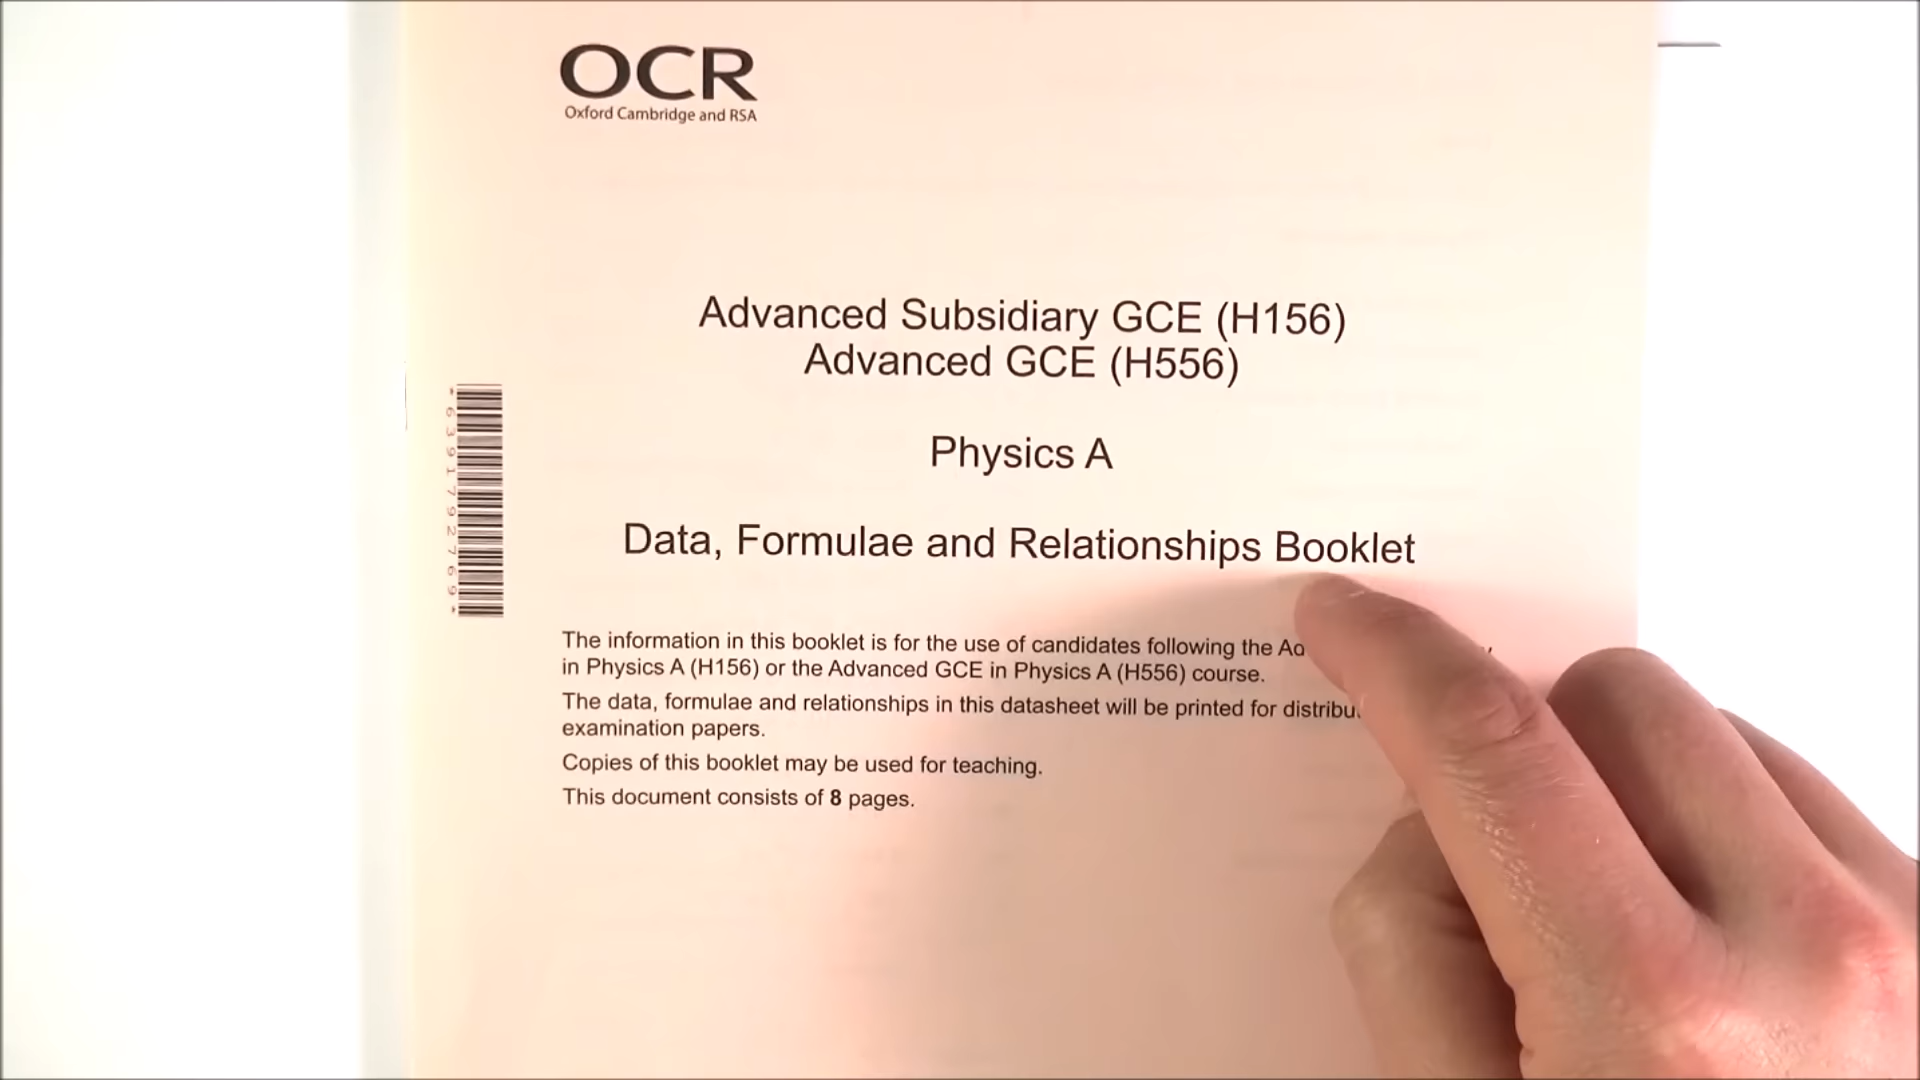 OCR
Oxford Cambridge and RSA
Advanced Subsidiary GCE (H156)
Advanced GCE (H556)
Physics A
Data, Formulae and Relationships Booklet
*6391792769*
The information in this booklet is for the use of candidates following the
in Physics A (H156) or the Advanced GCE in Physics A (H556) course.
The data, formulae and relationships in this datasheet will be printed for
examination papers.
Copies of this booklet may be used for teaching.
This document consists of 8 pages.